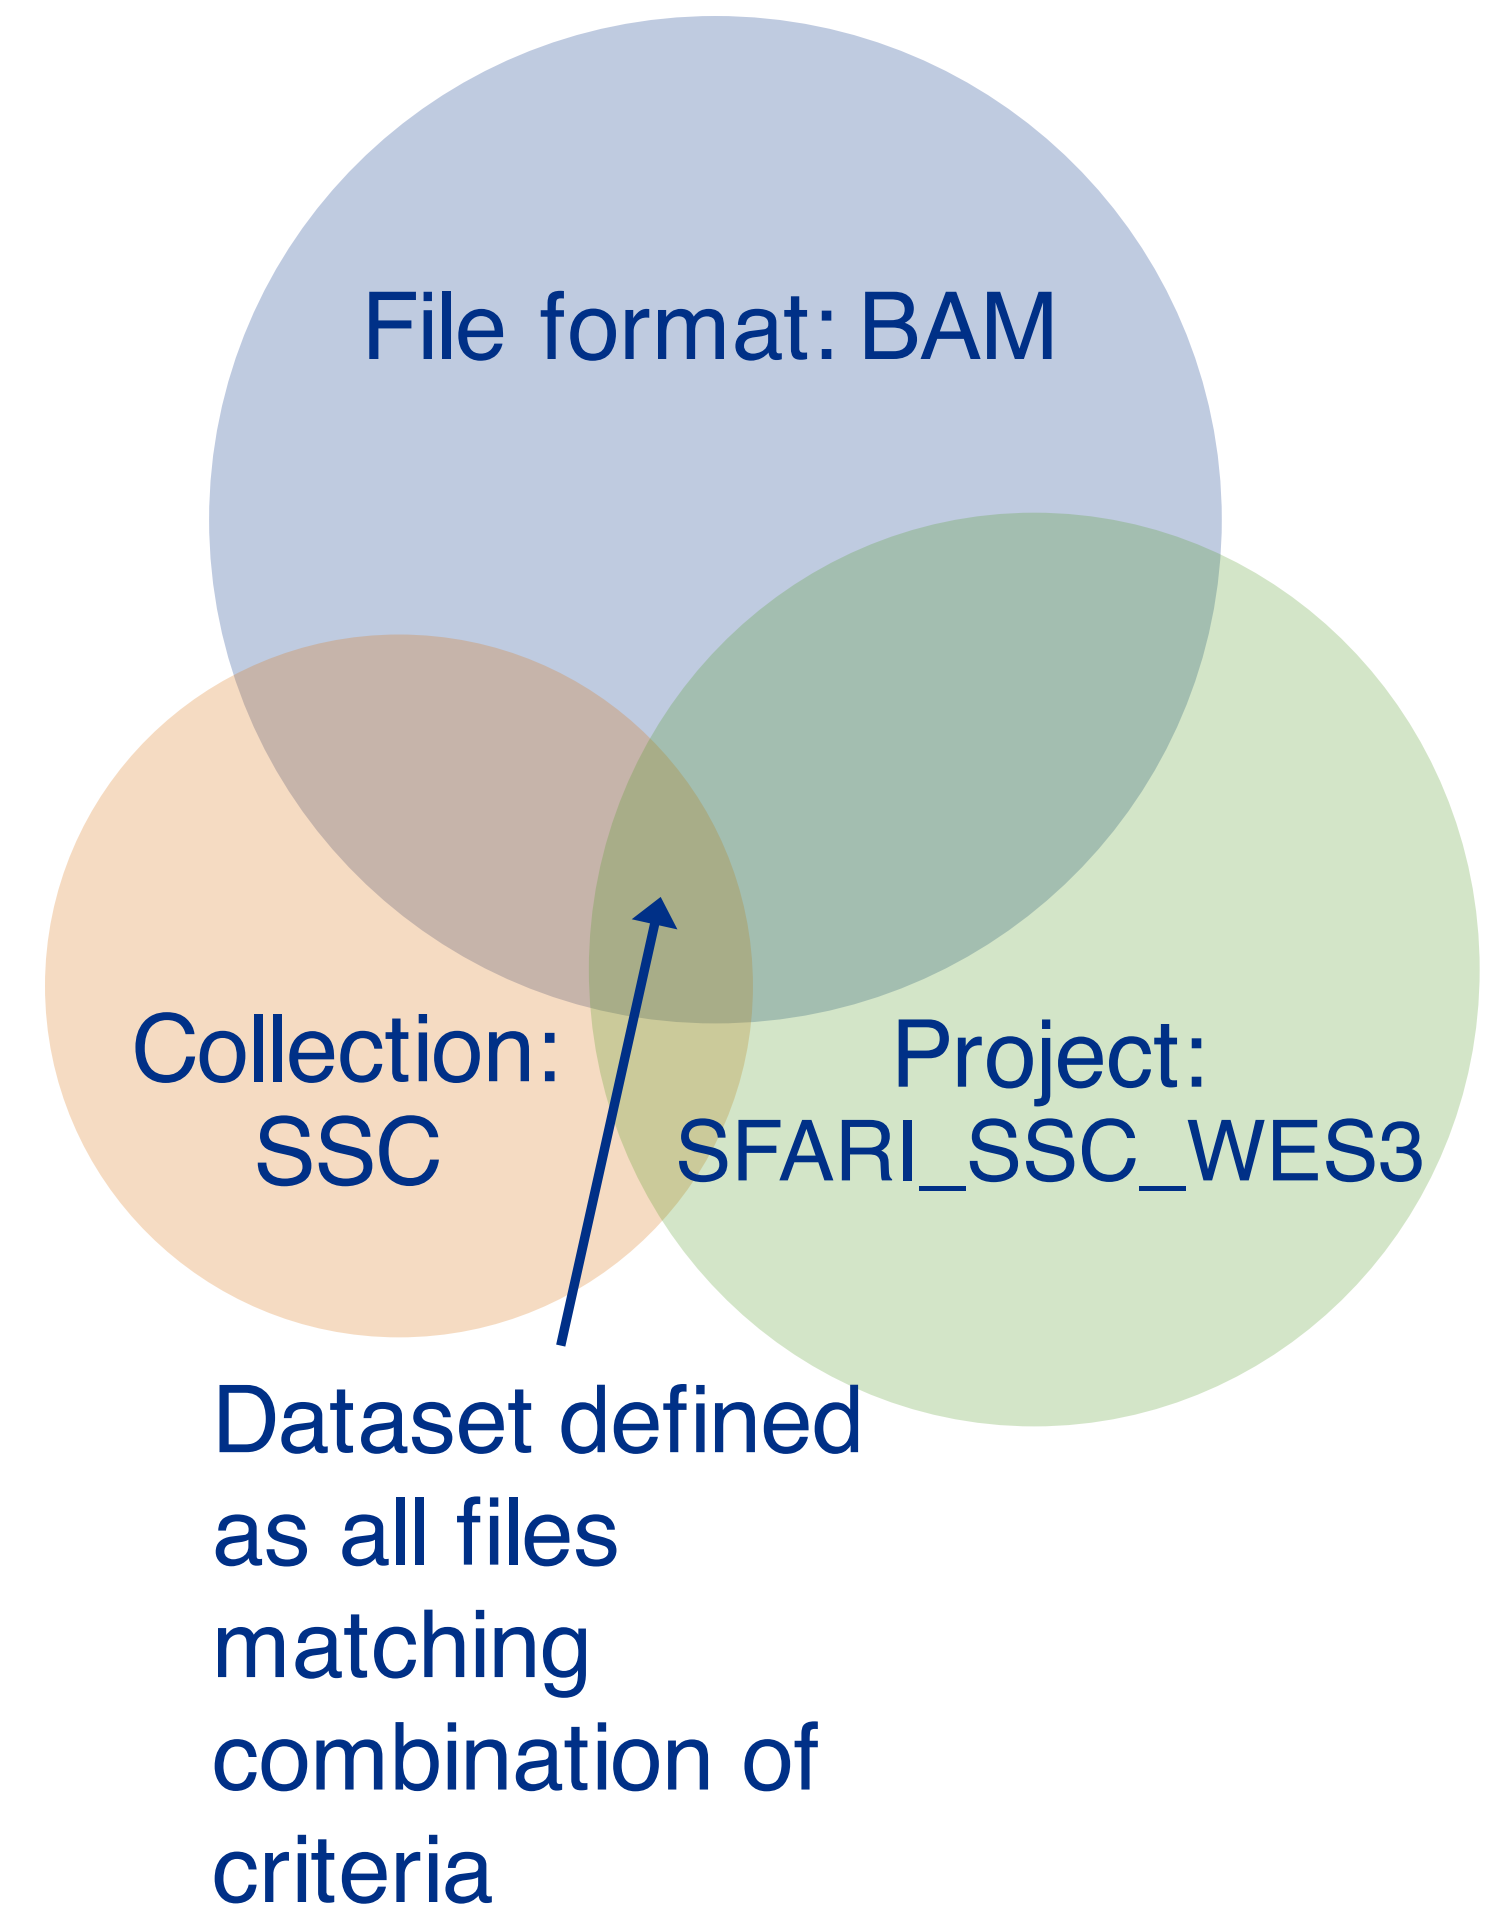 File format: BAM
Collection:
SSC
Project:
SFARI_SSC_WES3
Dataset defined
as all files
matching
combination of
criteria